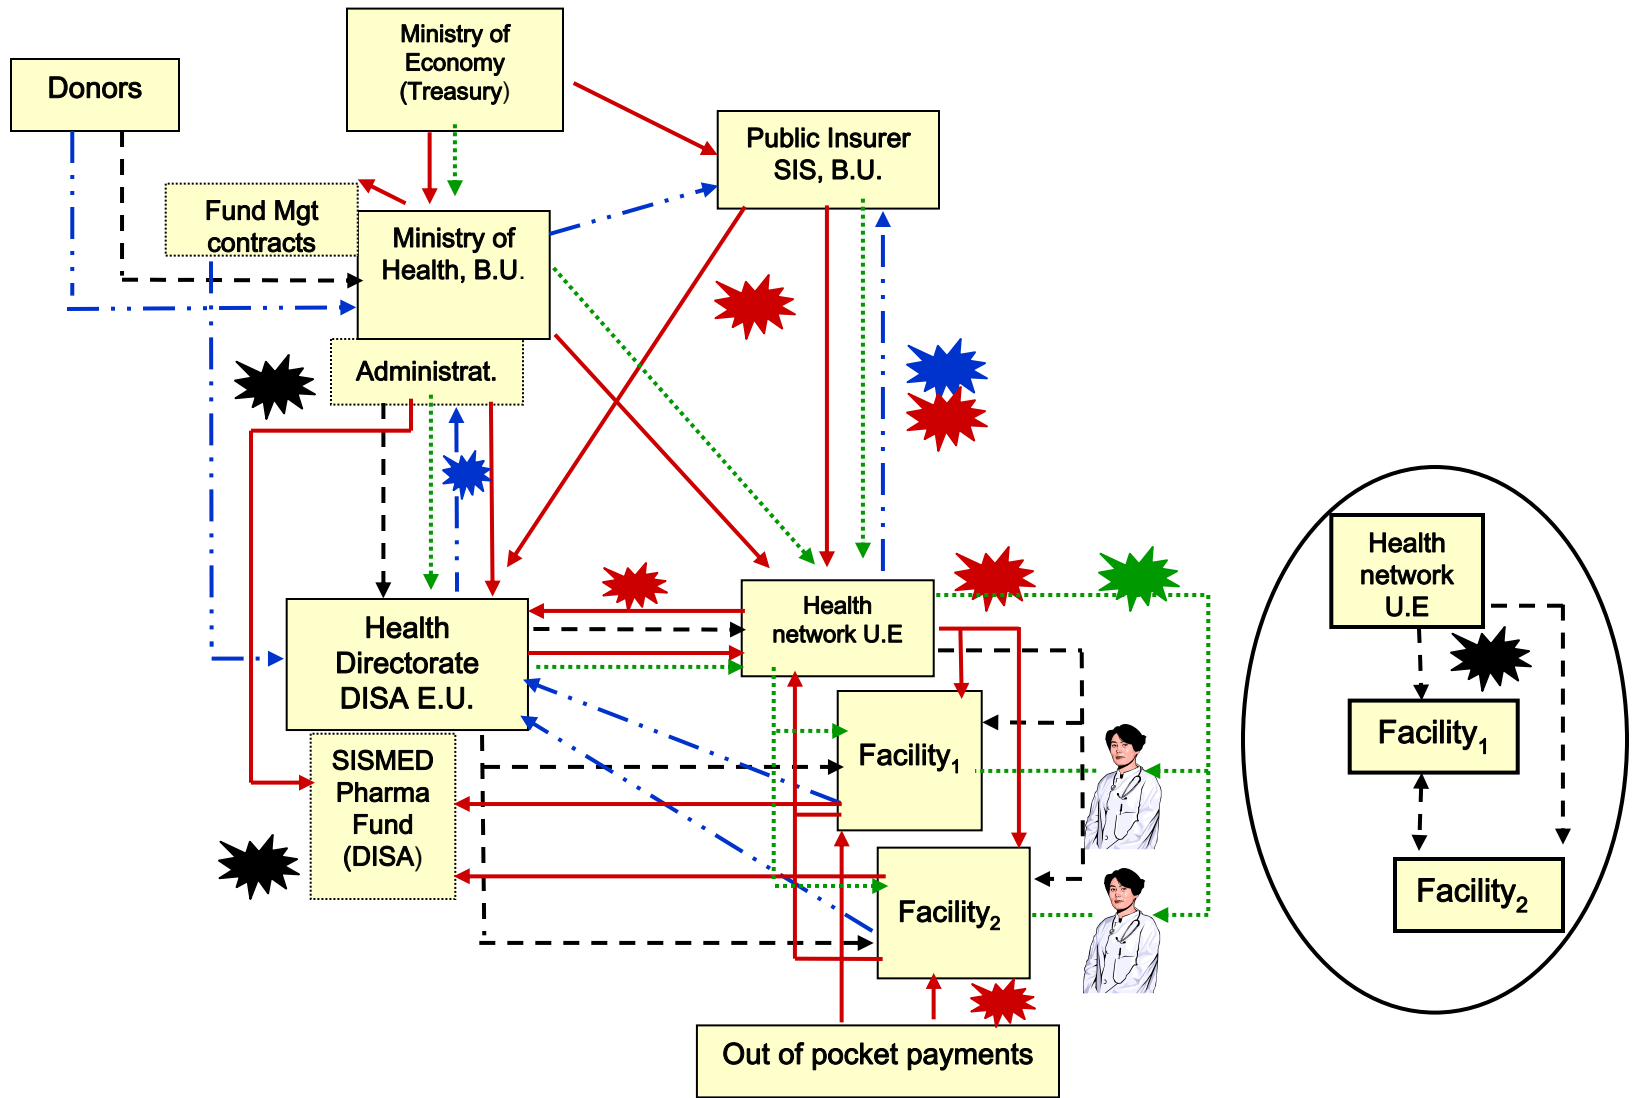 Ministry of
Economy
(Treasury)
Donors
Public Insurer
SIS, B.U.
Fund Mgt
contracts
Ministry of
Health, B.U.
Administrat.
Health
network
U.E
Health
Directorate
DISA E.U.
Health
network U.E
Facility1
Facility1
SISMED
Pharma
Fund
(DISA)
Facility2
Facility2
Out of pocket payments